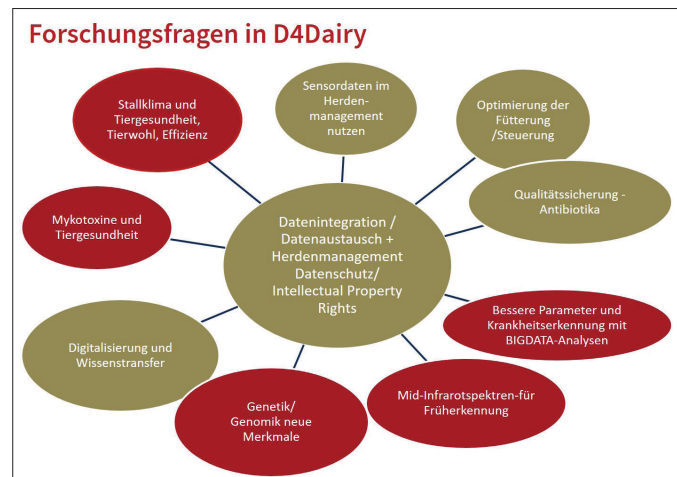 Forschungsfragen in D4Dairy
Sensordaten im
Herden-
management
nutzen
Stallklima und
Tiergesundheit,
Tierwohl, Effizienz
Optimierung der
Fütterung
/Steuerung
Qualitätssicherung -
Antibiotika
Mykotoxine und
Tiergesundheit
Datenintegration /
Datenaustausch +
Herdenmanagement
Datenschutz/
Intellectual Property
Rights
Bessere Parameter und
Krankheitserkennung mit
BIGDATA-Analysen
Digitalisierung und
Wissenstransfer
Mid-Infrarotspektren-für
Früherkennung
Genetik/
Genomik neue
Merkmale